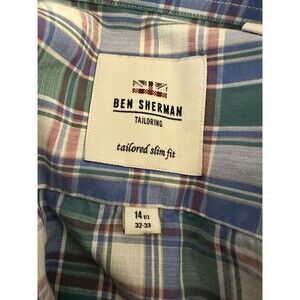 BEN SHERMAN
TAILORING
tailored slim fit
14 1/2
32-33